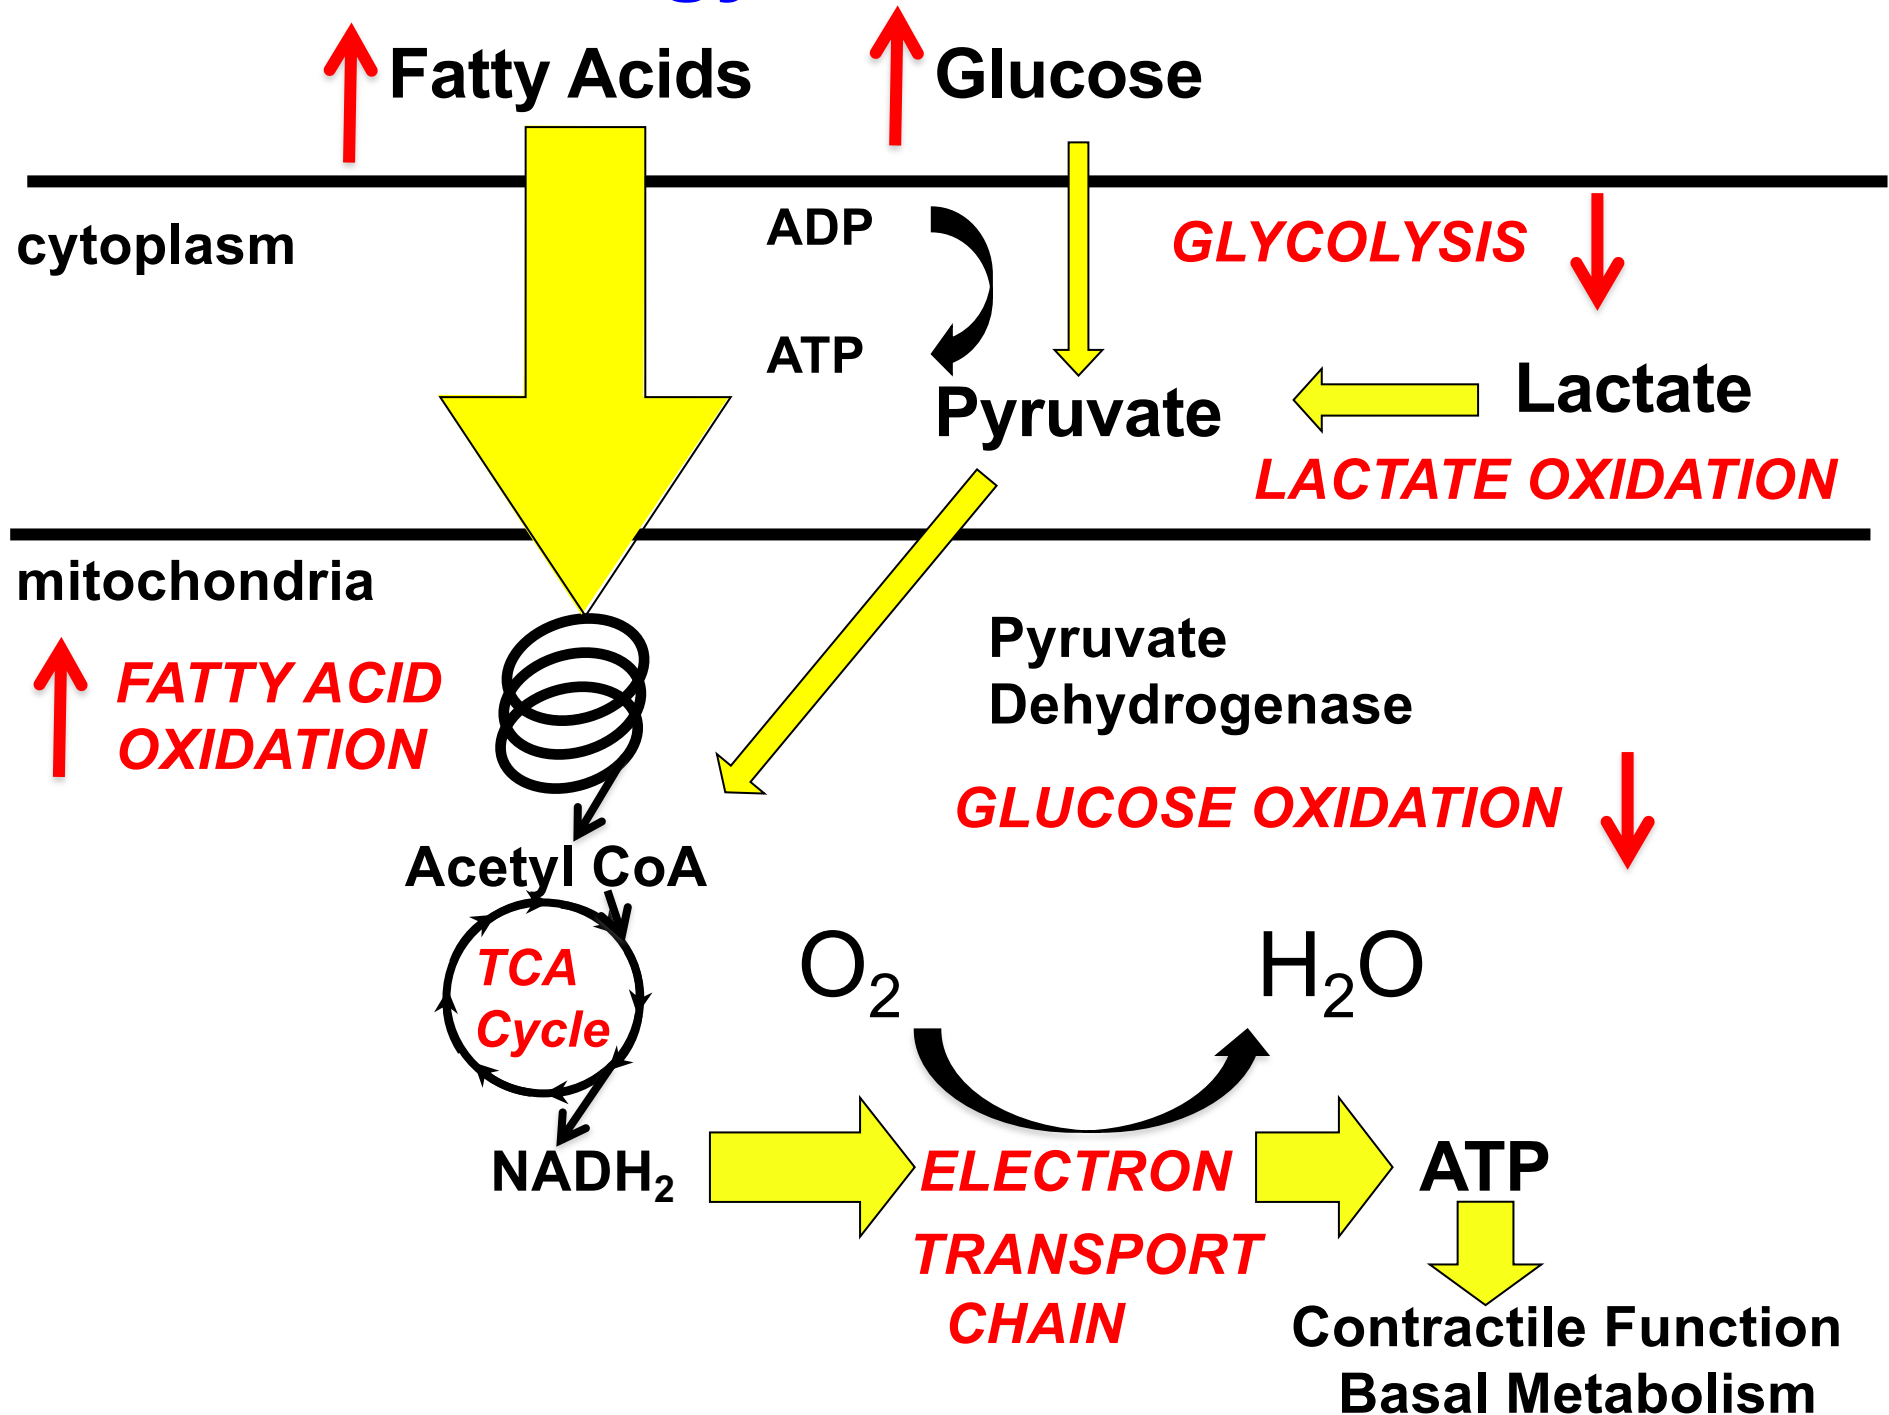 Fatty Acids
Glucose
cytoplasm
ADP
GLYCOLYSIS
ATP
Pyruvate
Lactate
LACTATE OXIDATION
mitochondria
FATTY ACID
OXIDATION
Pyruvate
Dehydrogenase
GLUCOSE OXIDATION
Acetyl CoA
TCA
Cycle
O₂
H₂O
NADH₂
ELECTRON
TRANSPORT
CHAIN
ATP
Contractile Function
Basal Metabolism